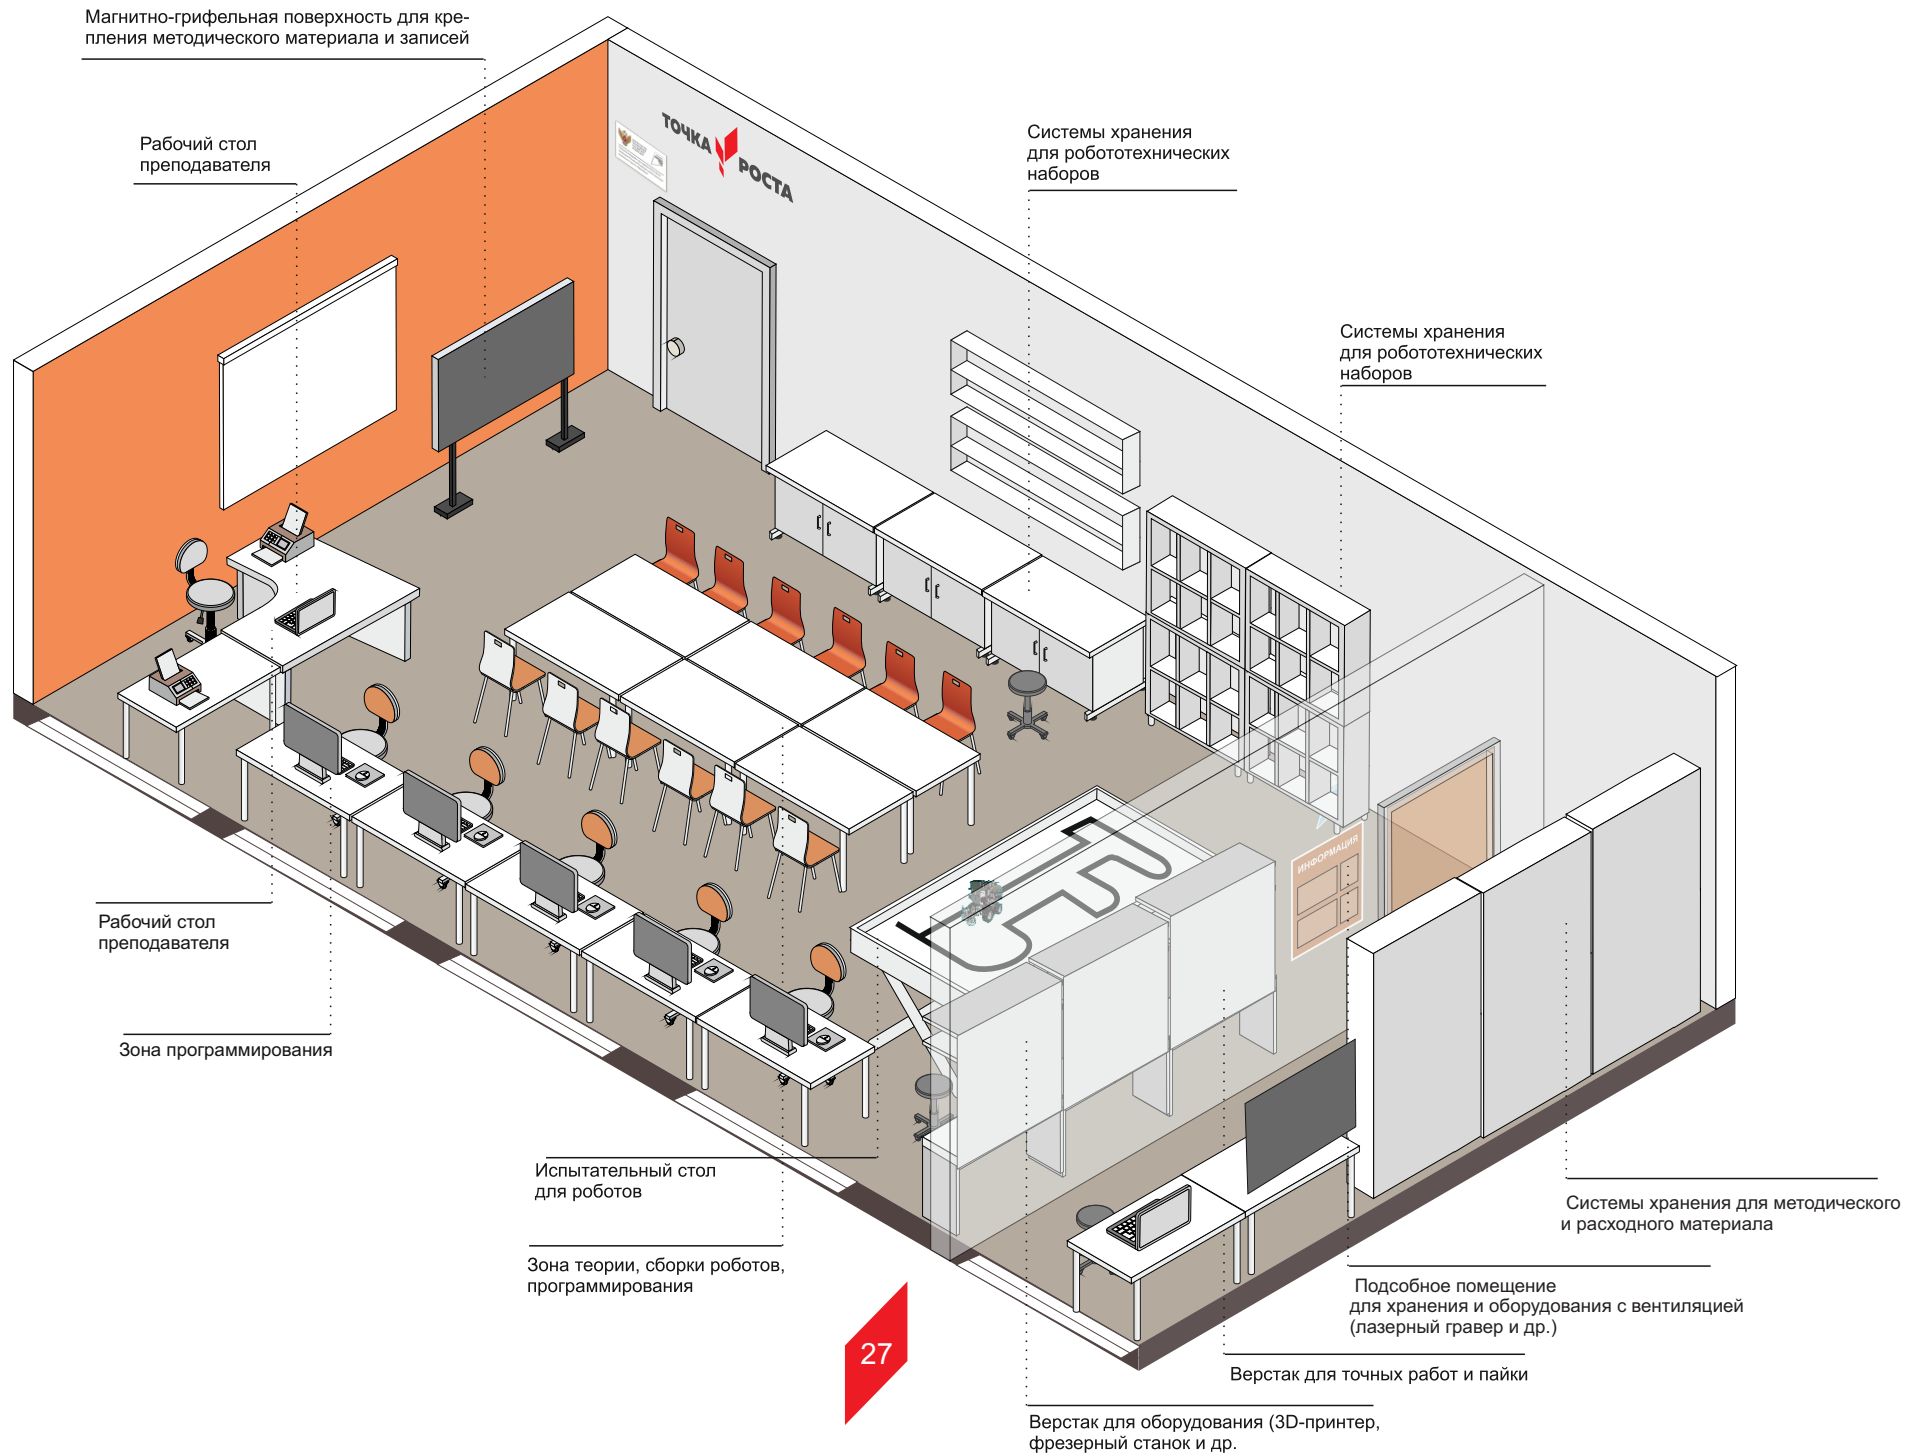 Магнитно-грифельная поверхность для кре-
пления методического материала и записей
Рабочий стол
преподавателя
ТОЧКА
РОСТА
Системы хранения
для робототехнических
наборов
Системы хранения
для робототехнических
наборов
ИНФОРМАЦИЯ
Рабочий стол
преподавателя
Зона программирования
Испытательный стол
для роботов
Зона теории, сборки роботов,
программирования
Системы хранения для методического
и расходного материала
Подсобное помещение
для хранения и оборудования с вентиляцией
(лазерный гравер и др.)
Верстак для точных работ и пайки
Верстак для оборудования (3D-принтер,
фрезерный станок и др.
27